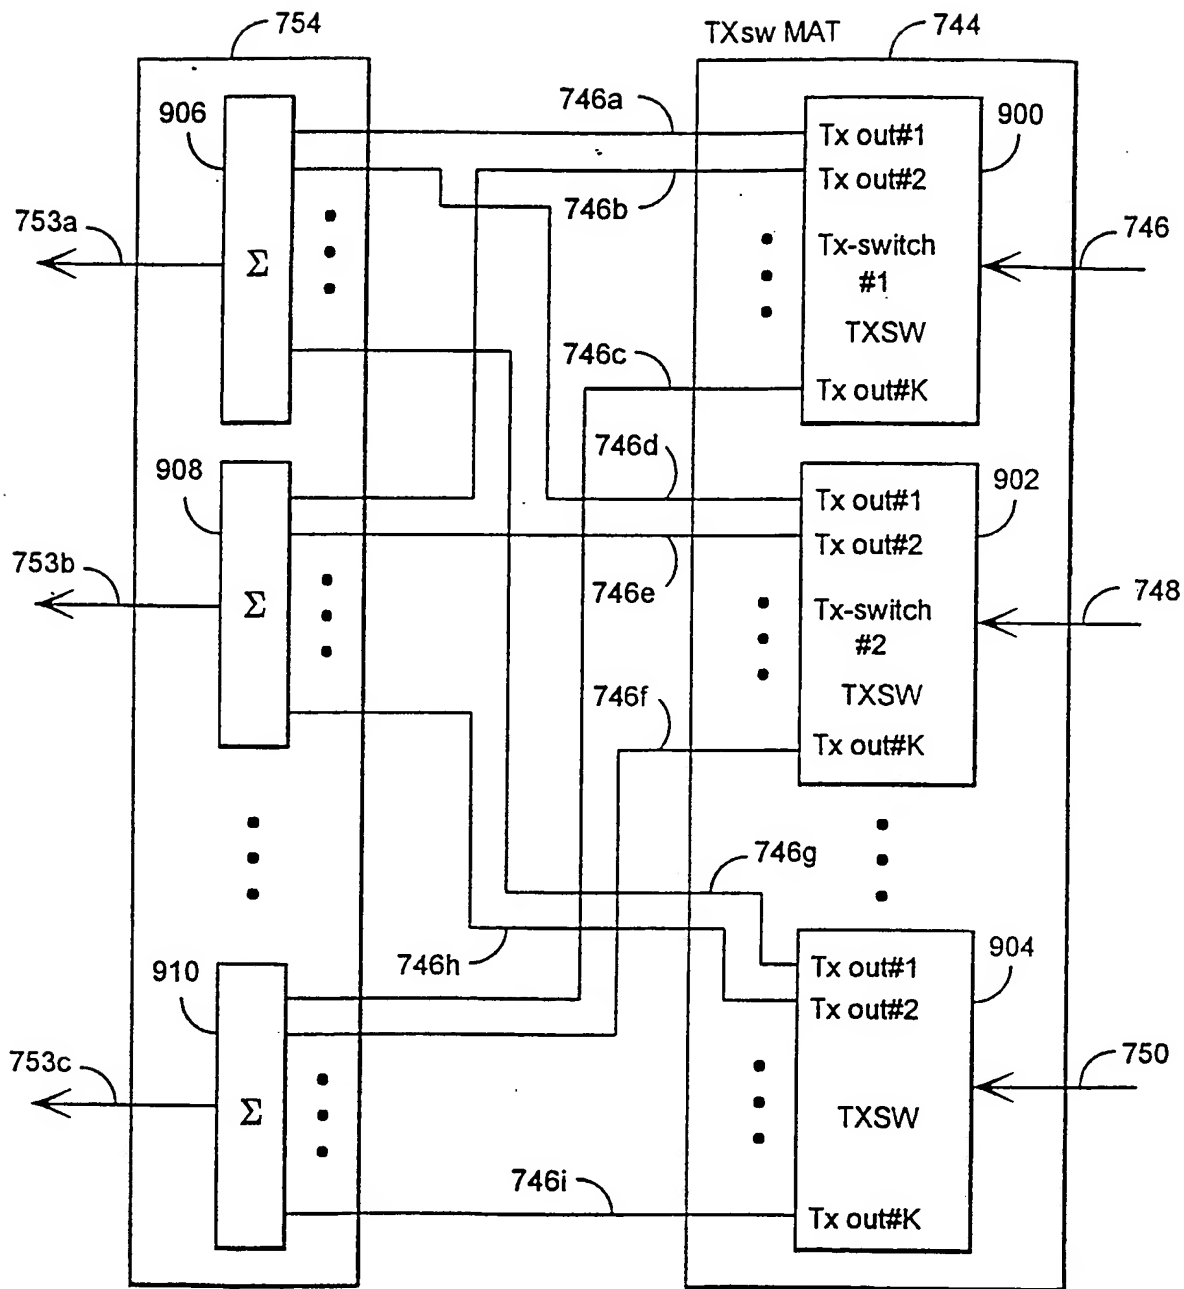 754
TXsw MAT
744
906
746a
900
Tx out#1
Tx out#2
746b
753a
Σ
Tx-switch
#1
TXSW
746
746c
Tx out#K
908
746d
902
Tx out#1
Tx out#2
746e
753b
Σ
Tx-switch
#2
TXSW
748
746f
Tx out#K
746g
746h
910
904
Tx out#1
Tx out#2
753c
Σ
TXSW
750
746i
Tx out#K